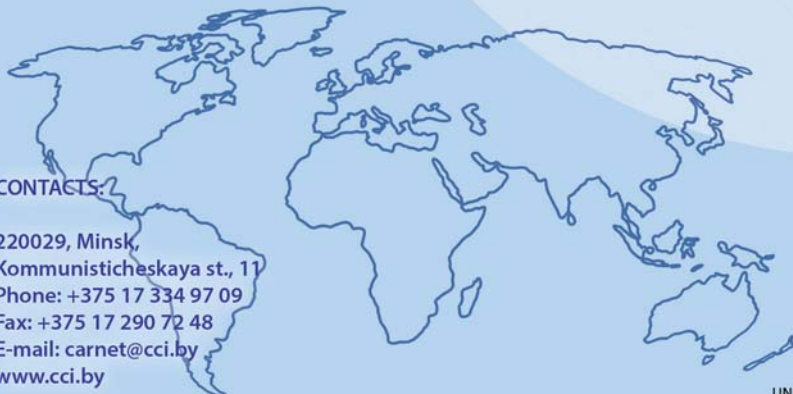 CONTACTS:
220029, Minsk,
Kommunisticheskaya st., 11
Phone: +375 17 334 97 09
Fax: +375 17 290 72 48
E-mail: carnet@cci.by
www.cci.by